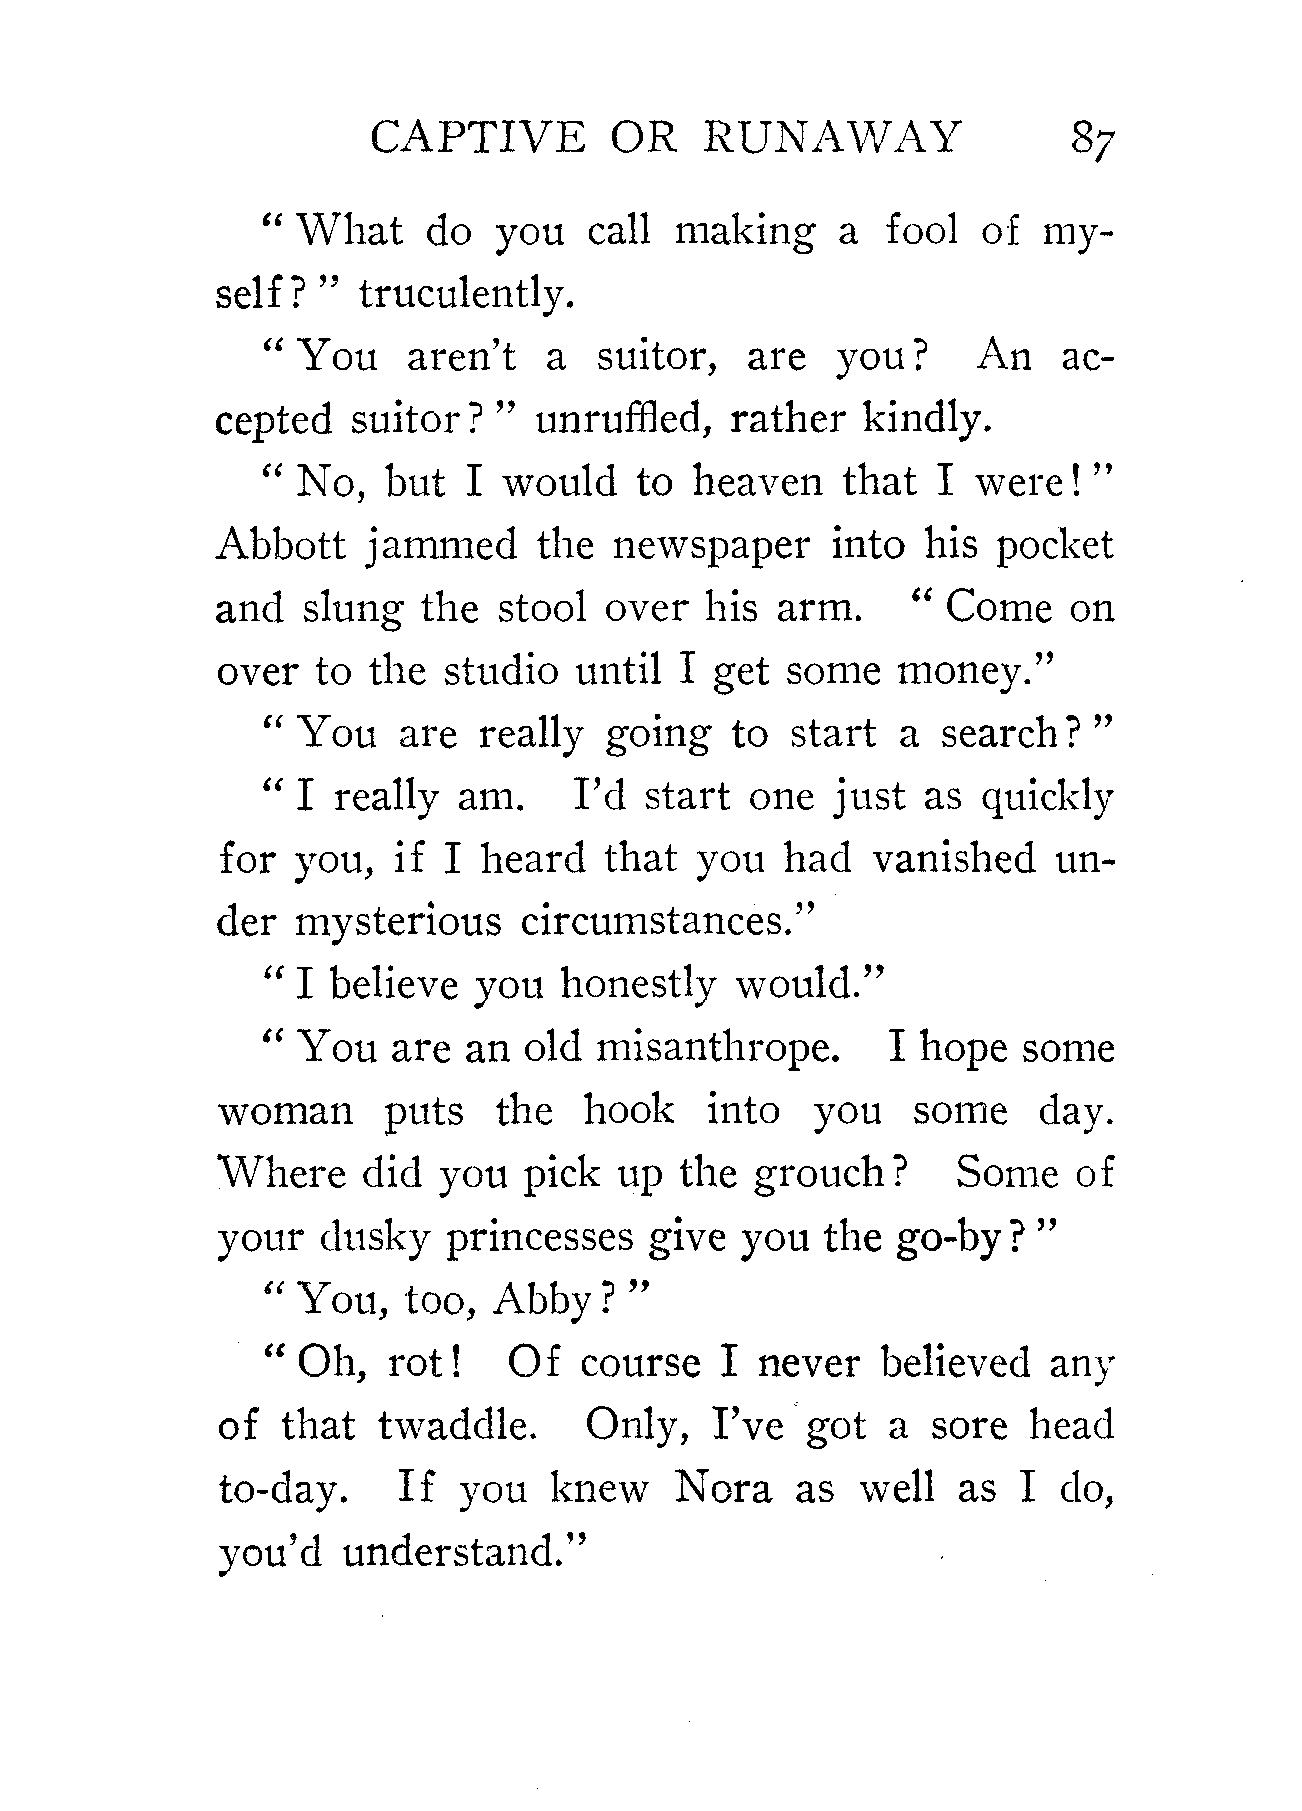 CAPTIVE OR RUNAWAY 87
" What do you call making a fool of my-
self? " truculently.
" You aren't a suitor, are you? An ac-
cepted suitor? " unruffled, rather kindly.
" No, but I would to heaven that I were! "
Abbott jammed the newspaper into his pocket
and slung the stool over his arm. " Come on
over to the studio until I get some money."
" You are really going to start a search? "
" I really am. I'd start one just as quickly
for you, if I heard that you had vanished un-
der mysterious circumstances."
" I believe you honestly would."
" You are an old misanthrope. I hope some
woman puts the hook into you some day.
Where did you pick up the grouch? Some of
your dusky princesses give you the go-by? "
" You, too, Abby? "
" Oh, rot! Of course I never believed any
of that twaddle. Only, I've got a sore head
to-day. If you knew Nora as well as I do,
you'd understand."